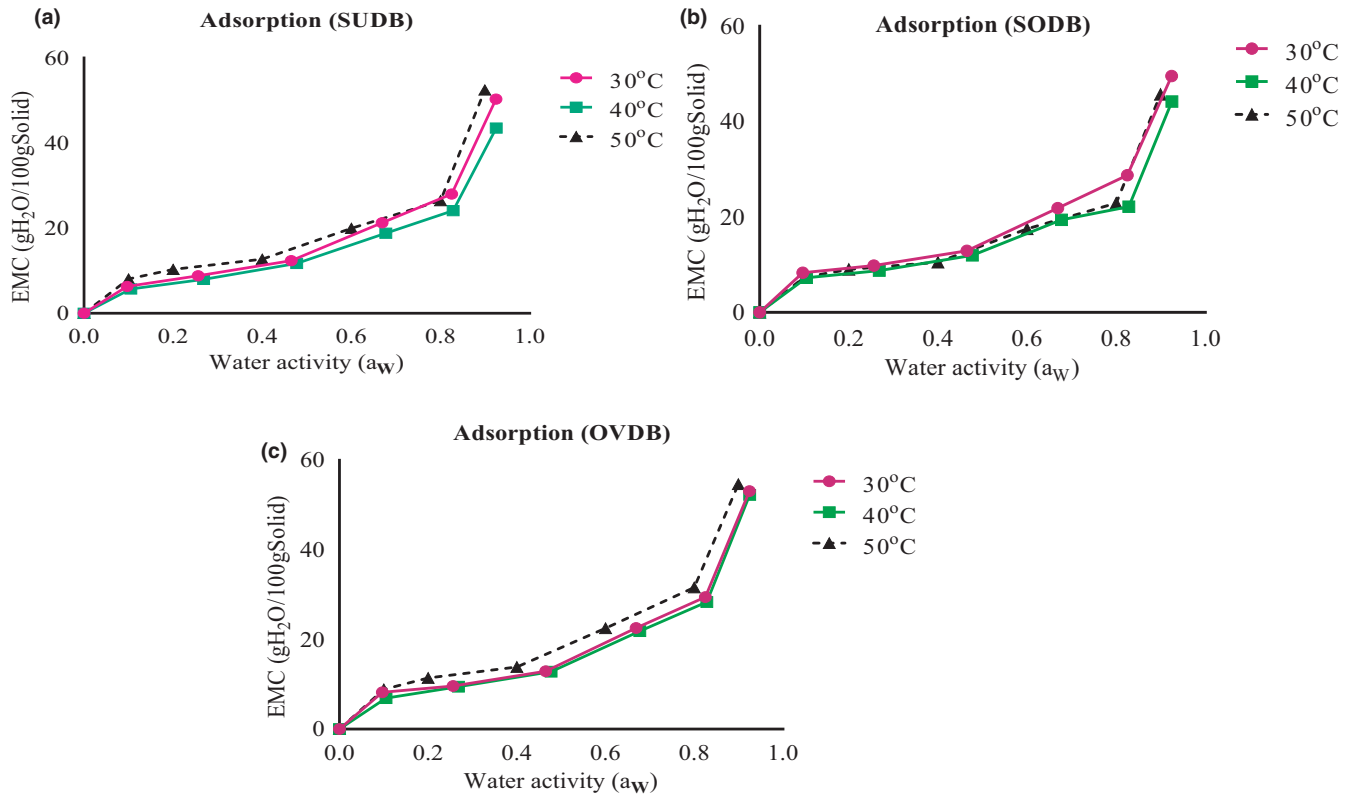 (a)
Adsorption (SUDB)
60
40
20
0
EMC (gH₂O/100gSolid)
0.0 0.2 0.4 0.6 0.8 1.0
Water activity (aw)
30°C
40°C
50°C
(b)
Adsorption (SODB)
60
40
20
0
EMC (gH₂O/100gSolid)
0.0 0.2 0.4 0.6 0.8 1.0
Water activity (aW)
30°C
40°C
50°C
(c)
Adsorption (OVDB)
60
40
20
0
EMC (gH₂O/100gSolid)
0.0 0.2 0.4 0.6 0.8 1.0
Water activity (aw)
30°C
40°C
50°C